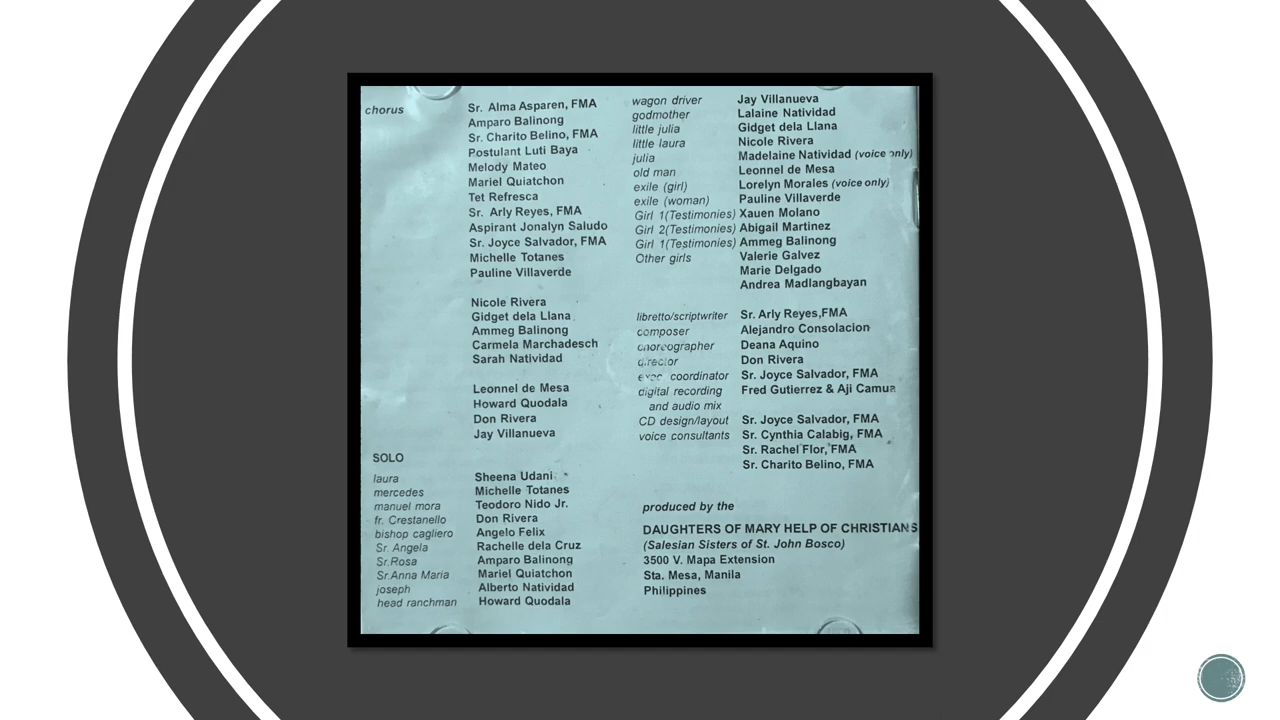 chorus
Sr. Alma Asparen, FMA
Amparo Balinong
Sr. Charito Belino, FMA
Postulant Luti Baya
Melody Mateo
Mariel Quiatchon
Tet Refresca
Sr. Arly Reyes, FMA
Aspirant Jonalyn Saludo
Sr. Joyce Salvador, FMA
Michelle Totanes
Pauline Villaverde
Nicole Rivera
Gidget dela Llana
Ammeg Balinong
Carmela Marchadesch
Sarah Natividad
Leonnel de Mesa
Howard Quodala
Don Rivera
Jay Villanueva
SOLO
laura Sheena Udani
mercedes Michelle Totanes
manuel mora Teodoro Nido Jr.
fr. Crestanello Don Rivera
bishop cagliero Angelo Felix
Sr. Angela Rachelle dela Cruz
Sr.Rosa Amparo Balinong
Sr.Anna Maria Mariel Quiatchon
joseph Alberto Natividad
head ranchman Howard Quodala
wagon driver Jay Villanueva
godmother Lalaine Natividad
little julia Gidget dela Llana
little laura Nicole Rivera
julia Madelaine Natividad (voice only)
old man Leonnel de Mesa
exile (girl) Lorelyn Morales (voice only)
exile (woman) Pauline Villaverde
Girl 1(Testimonies) Xauen Molano
Girl 2(Testimonies) Abigail Martinez
Girl 1(Testimonies) Ammeg Balinong
Other girls Valerie Galvez
Marie Delgado
Andrea Madlangbayan
libretto/scriptwriter Sr. Arly Reyes,FMA
composer Alejandro Consolacion
choreographer Deana Aquino
director Don Rivera
exec. coordinator Sr. Joyce Salvador, FMA
digital recording Fred Gutierrez & Aji Camua
and audio mix
CD design/layout Sr. Joyce Salvador, FMA
voice consultants Sr. Cynthia Calabig, FMA
Sr. Rachel Flor, FMA
Sr. Charito Belino, FMA
produced by the
DAUGHTERS OF MARY HELP OF CHRISTIANS
(Salesian Sisters of St. John Bosco)
3500 V. Mapa Extension
Sta. Mesa, Manila
Philippines